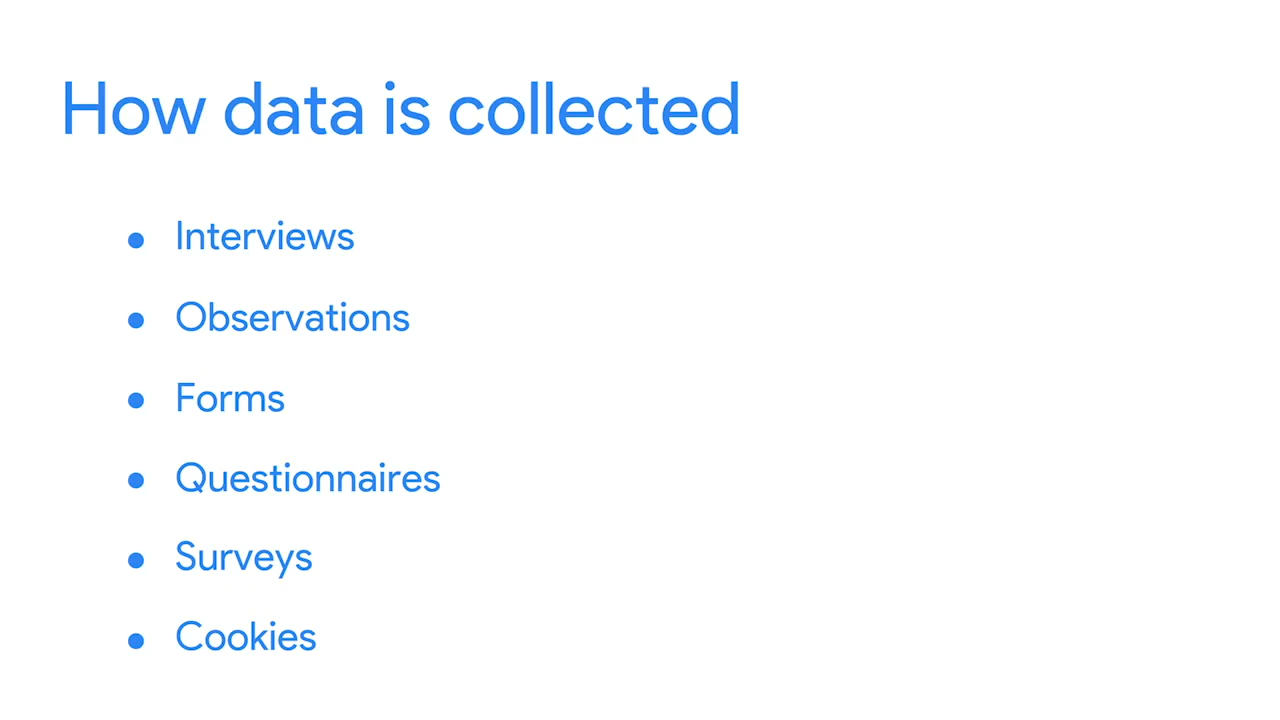 How data is collected
● Interviews
● Observations
● Forms
● Questionnaires
● Surveys
● Cookies